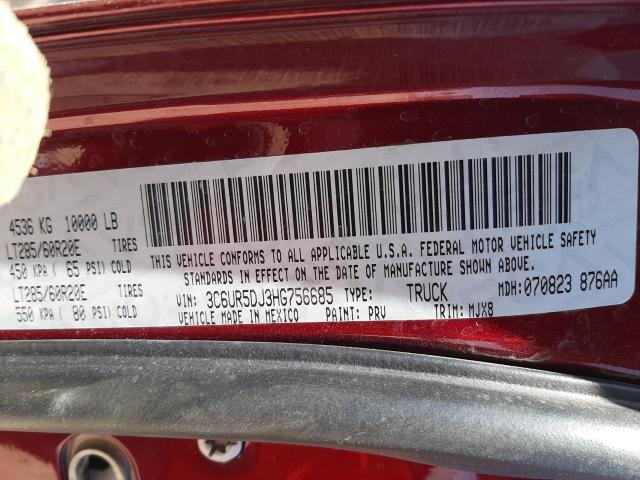 4536 KG 10000 LB
LT285/60R20E TIRES
450 KPA ( 65 PSI) COLD
LT285/60R20E TIRES
550 KPA ( 80 PSI) COLD
THIS VEHICLE CONFORMS TO ALL APPLICABLE U.S.A. FEDERAL MOTOR VEHICLE SAFETY
STANDARDS IN EFFECT ON THE DATE OF MANUFACTURE SHOWN ABOVE.
VIN: 3C6UR5DJ3HG756685 TYPE: TRUCK MDH: 070823 876AA
VEHICLE MADE IN MEXICO PAINT: PRV TRIM: MJX8